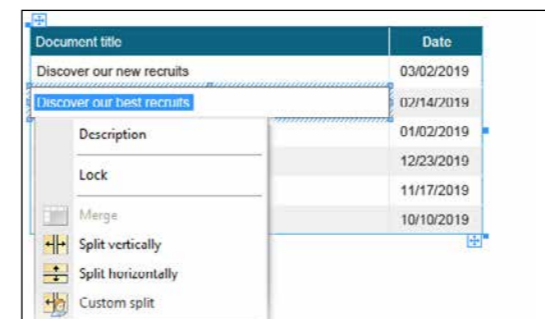 Document title Date
Discover our new recruits 03/02/2019
Discover our best recruits 02/14/2019
01/02/2019
12/23/2019
11/17/2019
10/10/2019
Description
Lock
Merge
Split vertically
Split horizontally
Custom split